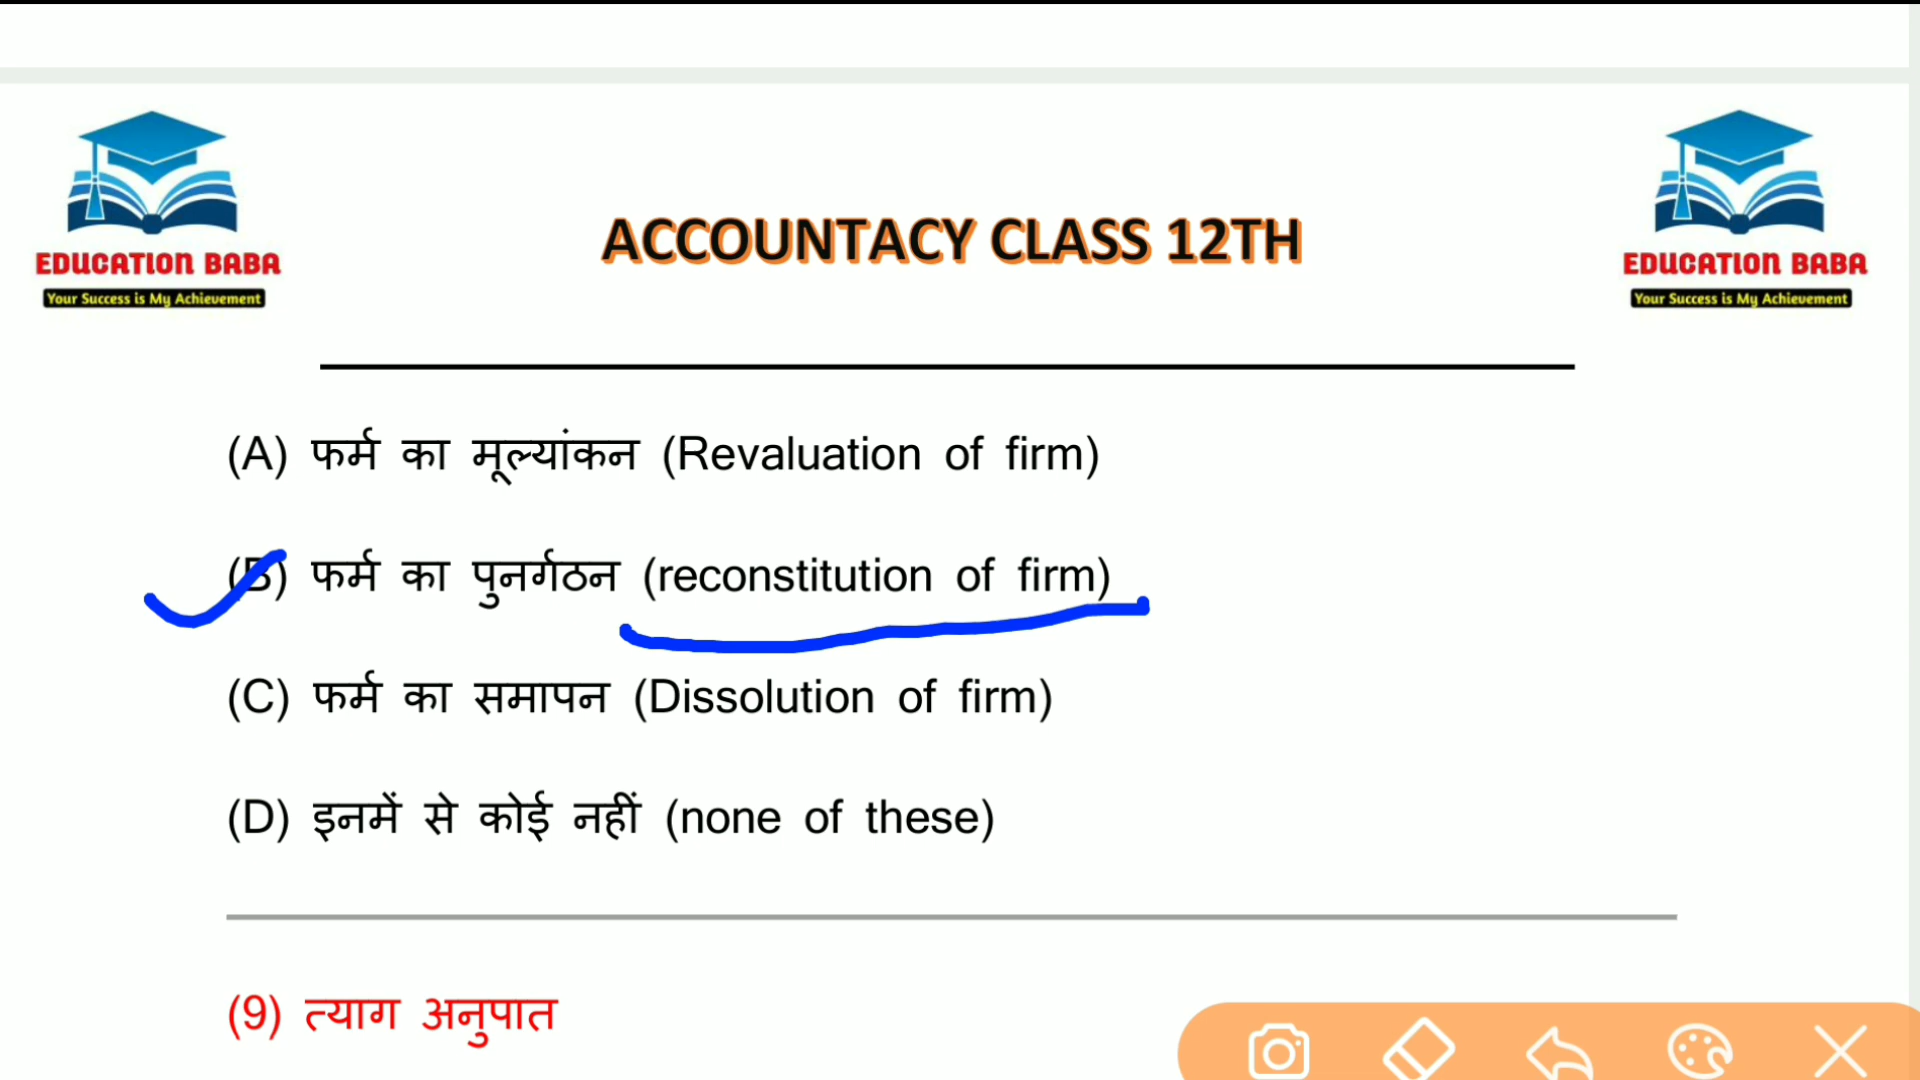 EDUCATION BABA
Your Success is My Achievement
ACCOUNTACY CLASS 12TH
EDUCATION BABA
Your Success is My Achievement
(A) फर्म का मूल्यांकन (Revaluation of firm)
(B) फर्म का पुनर्गठन (reconstitution of firm)
(C) फर्म का समापन (Dissolution of firm)
(D) इनमें से कोई नहीं (none of these)
(9) त्याग अनुपात